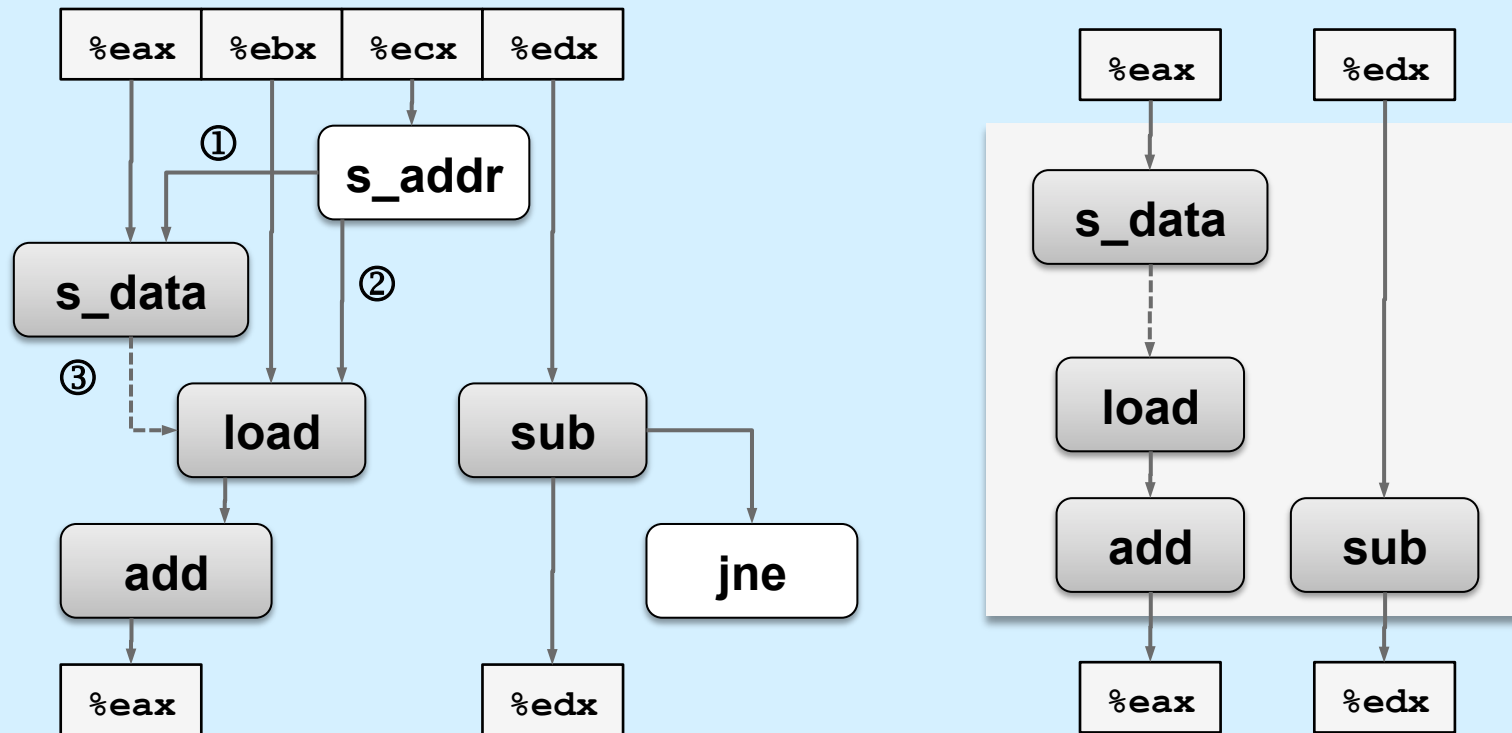 %eax %ebx %ecx %edx
①
s_addr
s_data
②
③
load
sub
add
jne
%eax
%edx
%eax
%edx
s_data
load
add
sub
%eax
%edx